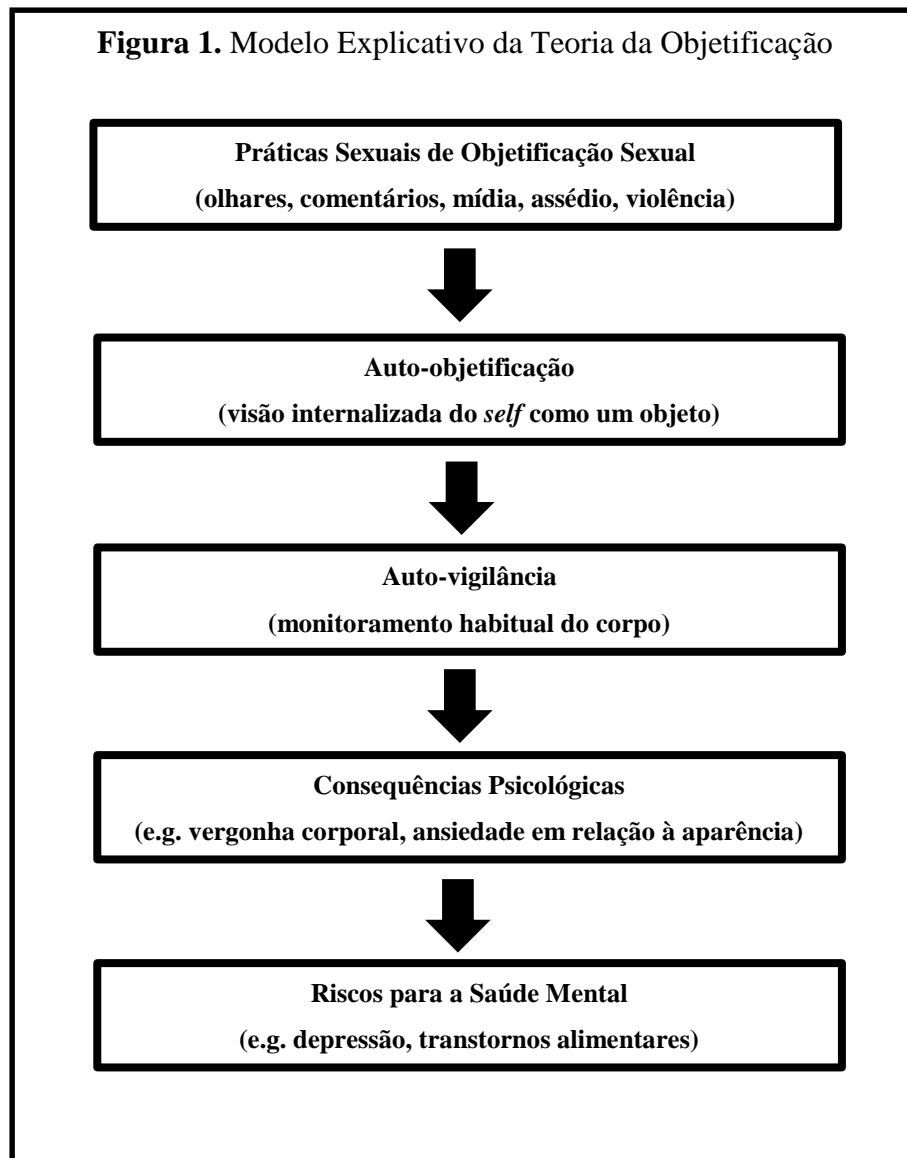 Figura 1. Modelo Explicativo da Teoria da Objetificação
Práticas Sexuais de Objetificação Sexual
(olhares, comentários, mídia, assédio, violência)
Auto-objetificação
(visão internalizada do self como um objeto)
Auto-vigilância
(monitoramento habitual do corpo)
Consequências Psicológicas
(e.g. vergonha corporal, ansiedade em relação à aparência)
Riscos para a Saúde Mental
(e.g. depressão, transtornos alimentares)